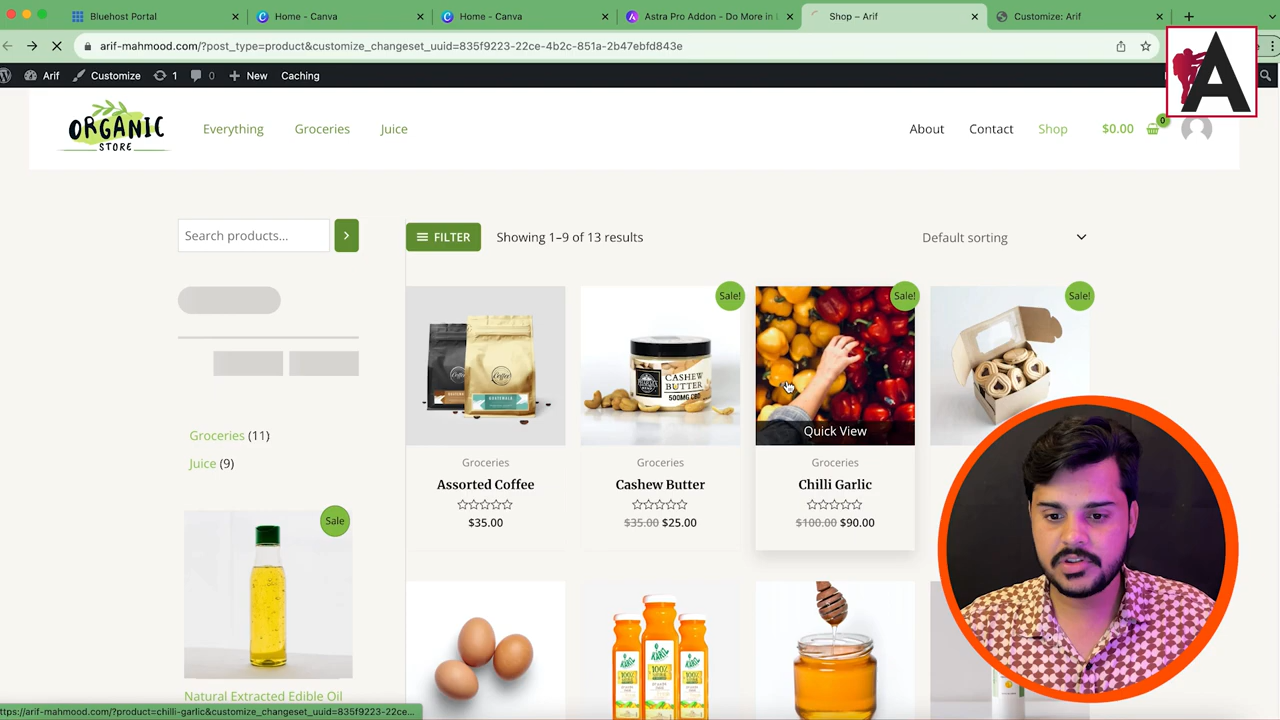 Bluehost Portal
Home – Canva
Home – Canva
Astra Pro Addon – Do More in
Shop – Arif
Customize: Arif
arif-mahmood.com/?post_type=product&customize_changeset_uuid=835f9223-22ce-4b2c-851a-2b47ebfd843e
Arif
Customize
1
0
New
Caching
A
ORGANIC
STORE
Everything
Groceries
Juice
About
Contact
Shop
$0.00
0
Search products...
FILTER
Showing 1–9 of 13 results
Default sorting
Sale!
Sale!
Sale!
CASHEW
BUTTER
500MG CBD
Quick View
Groceries
Assorted Coffee
$35.00
Groceries
Cashew Butter
$35.00 $25.00
Groceries
Chilli Garlic
$100.00 $90.00
Groceries (11)
Juice (9)
Sale
100%
Natural Extracted Edible Oil
https://arif-mahmood.com/?product=chilli-garlic&customize_changeset_uuid=835f9223-22ce...